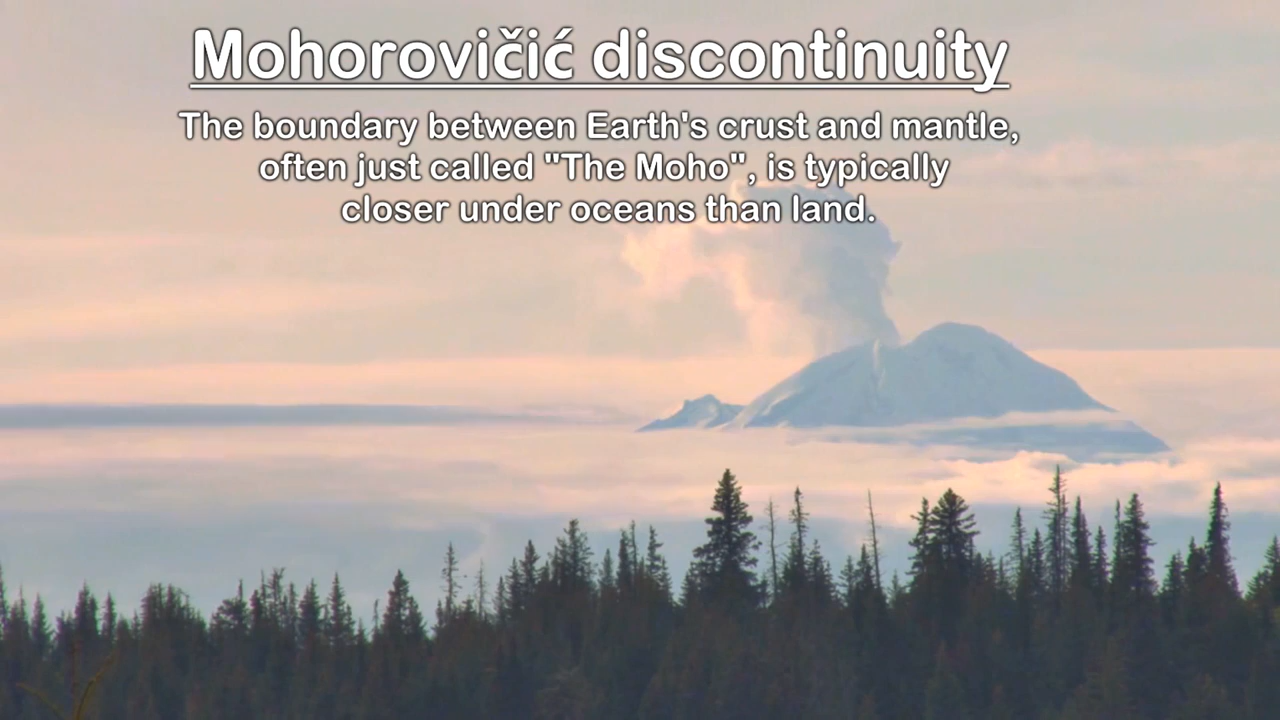 Mohorovičić discontinuity
The boundary between Earth's crust and mantle,
often just called "The Moho", is typically
closer under oceans than land.